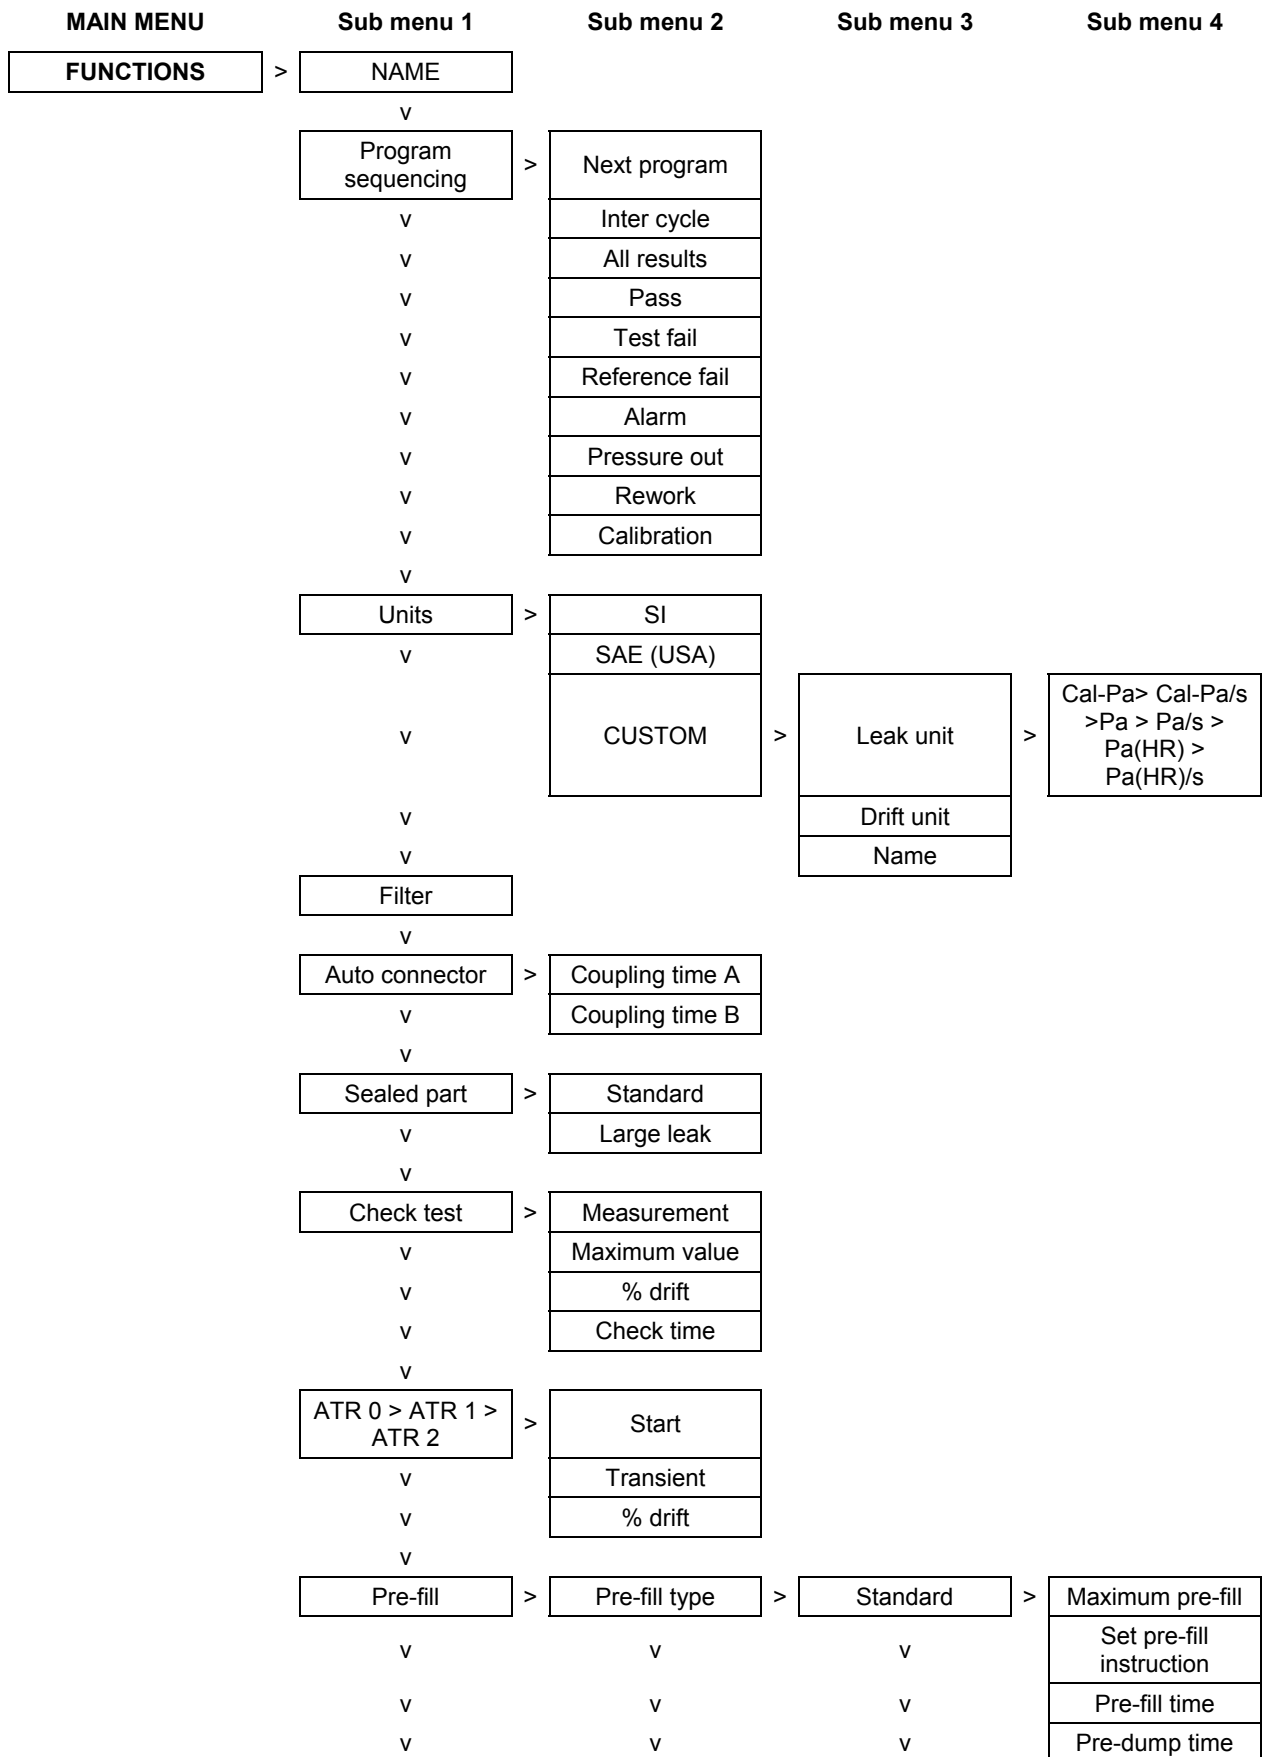 MAIN MENU Sub menu 1 Sub menu 2 Sub menu 3 Sub menu 4
FUNCTIONS > NAME
v
Program
sequencing > Next program
v Inter cycle
v All results
v Pass
v Test fail
v Reference fail
v Alarm
v Pressure out
v Rework
v Calibration
v
Units > SI
v SAE (USA)
v CUSTOM > Leak unit >
Cal-Pa> Cal-Pa/s
>Pa > Pa/s >
Pa(HR) >
Pa(HR)/s
v Drift unit
v Name
Filter
v
Auto connector > Coupling time A
v Coupling time B
v
Sealed part > Standard
v Large leak
v
Check test > Measurement
v Maximum value
v % drift
v Check time
v
ATR 0 > ATR 1 >
ATR 2 > Start
v Transient
v % drift
v
Pre-fill > Pre-fill type > Standard > Maximum pre-fill
v v v Set pre-fill
instruction
v v v Pre-fill time
v v v Pre-dump time